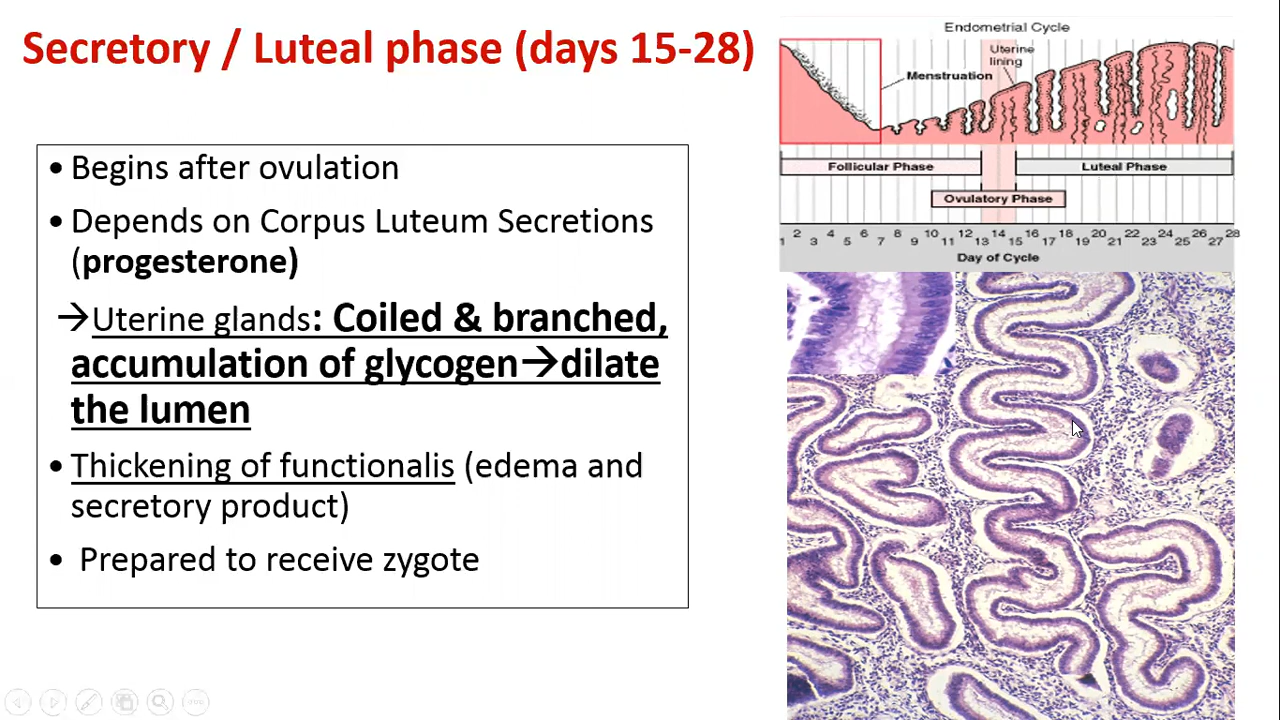 Secretory / Luteal phase (days 15-28)
• Begins after ovulation
• Depends on Corpus Luteum Secretions
(progesterone)
→Uterine glands: Coiled & branched,
accumulation of glycogen→dilate
the lumen
• Thickening of functionalis (edema and
secretory product)
• Prepared to receive zygote
Endometrial Cycle
Uterine
lining
Menstruation
Follicular Phase
Luteal Phase
Ovulatory Phase
2 4 6 8 10 12 14 16 18 20 22 24 26 28
1 3 5 7 9 11 13 15 17 19 21 23 25 27
Day of Cycle